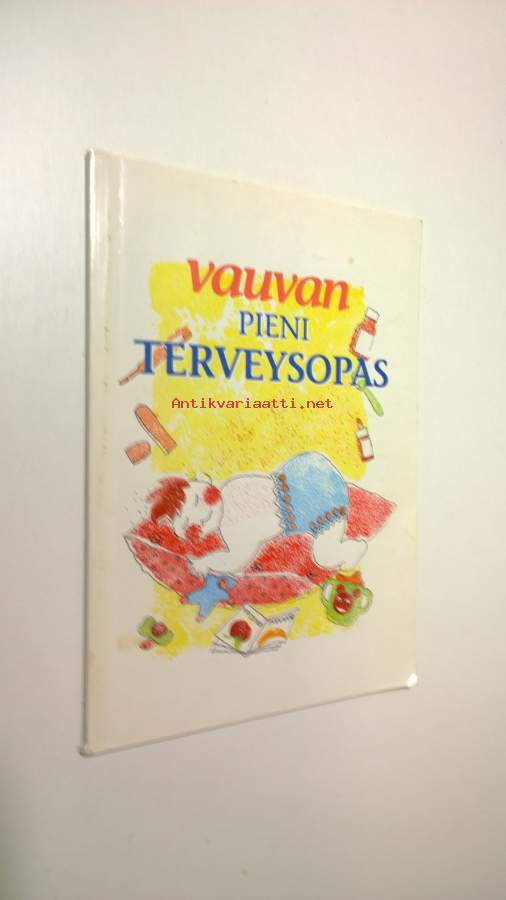 vauvan
PIENI
TERVEYSOPAS
Antikvariaatti.net